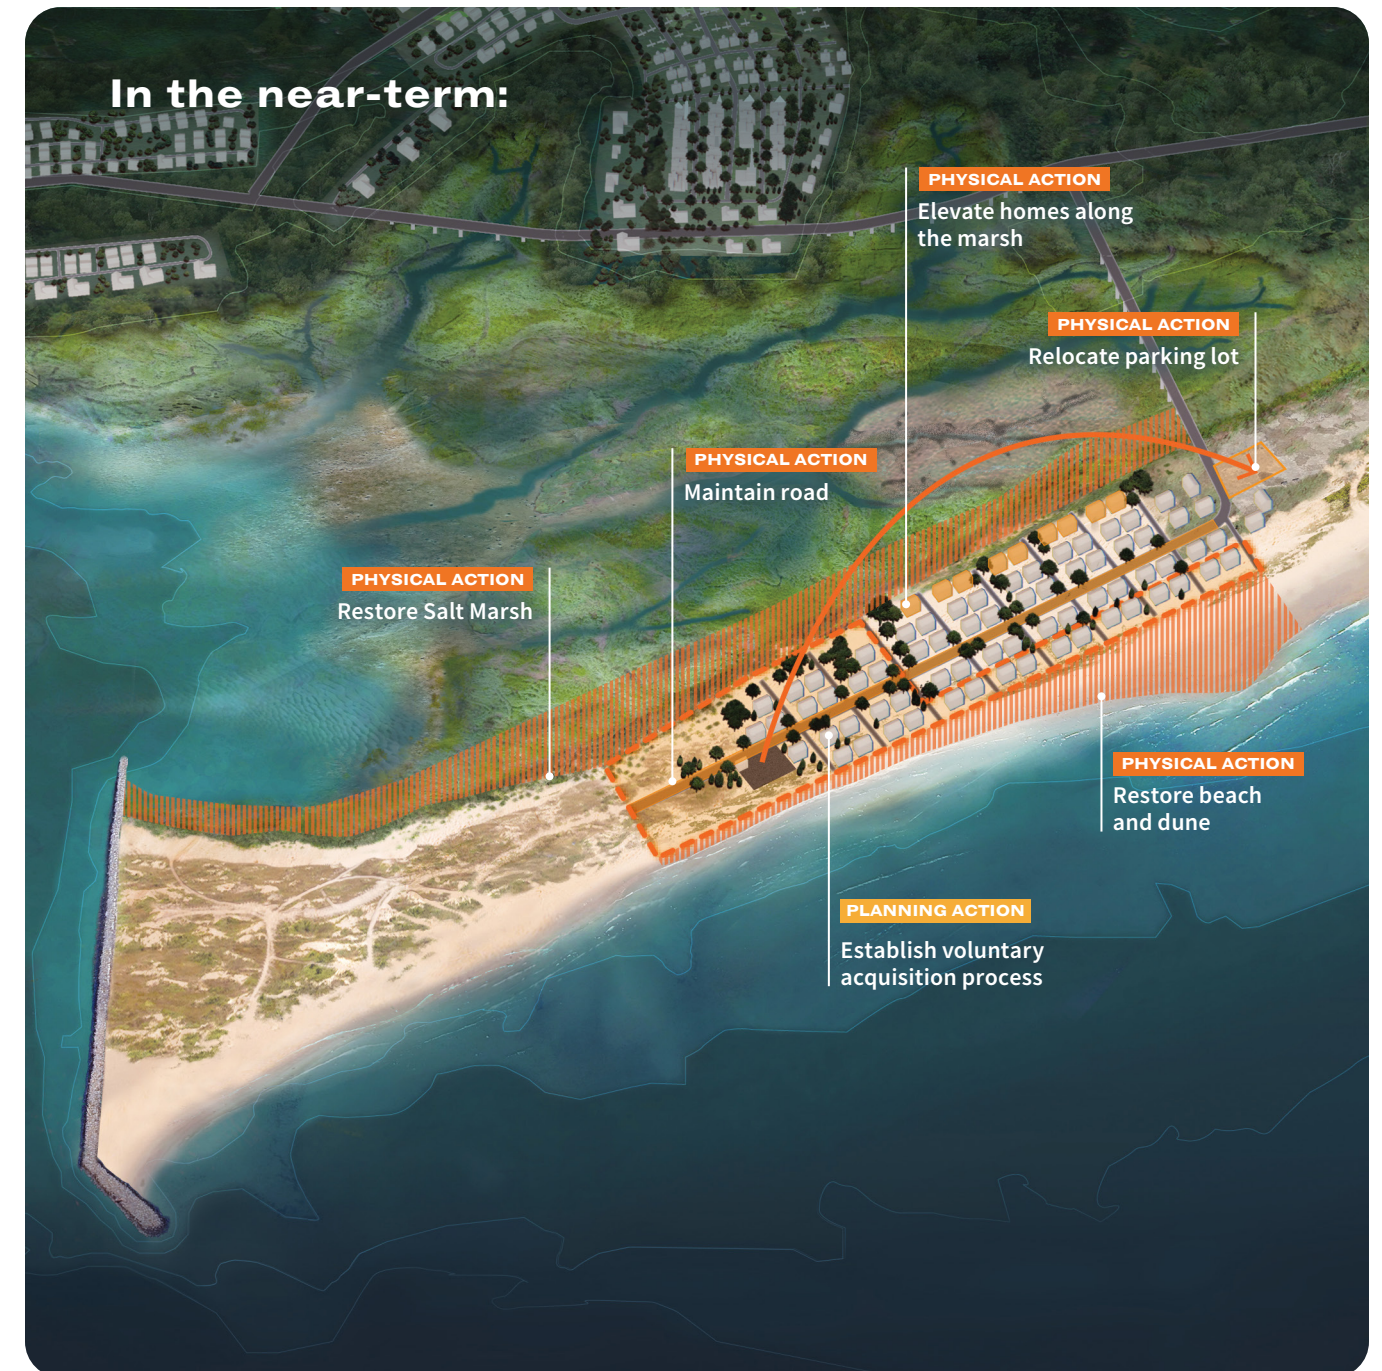 In the near-term:
PHYSICAL ACTION
Elevate homes along
the marsh
PHYSICAL ACTION
Relocate parking lot
PHYSICAL ACTION
Maintain road
PHYSICAL ACTION
Restore Salt Marsh
PHYSICAL ACTION
Restore beach
and dune
PLANNING ACTION
Establish voluntary
acquisition process